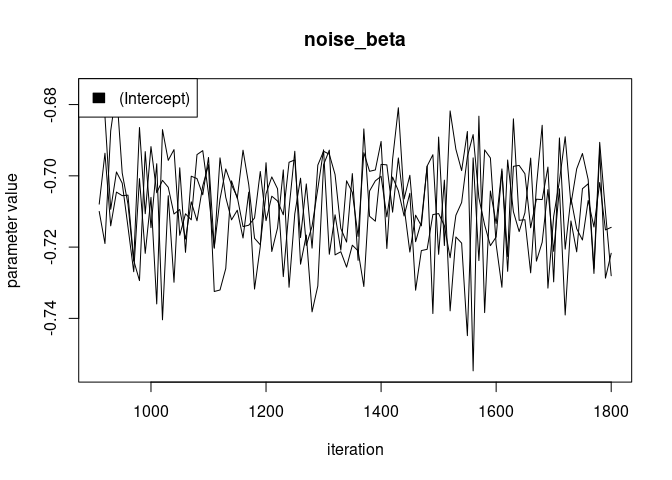 noise_beta
(Intercept)
parameter value
-0.68
-0.70
-0.72
-0.74
1000 1200 1400 1600 1800
iteration